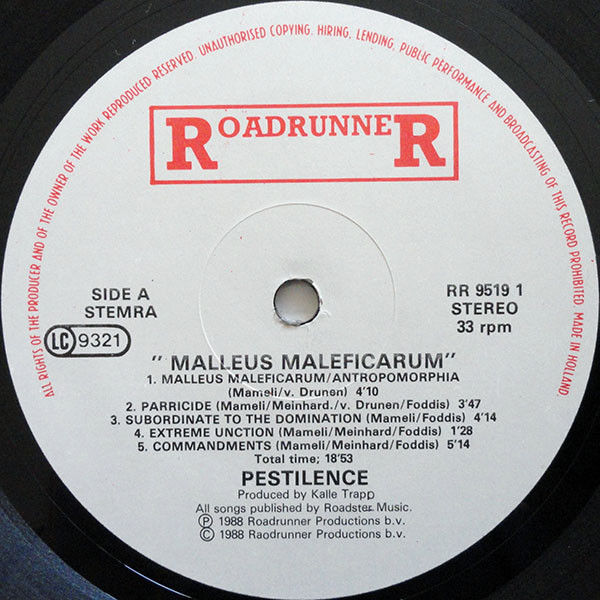 ALL RIGHTS OF THE PRODUCER AND OF THE OWNER OF THE WORK REPRODUCED RESERVED. UNAUTHORISED COPYING, HIRING, LENDING, PUBLIC PERFORMANCE AND BROADCASTING OF THIS RECORD PROHIBITED. MADE IN HOLLAND.
ROADRUNNER
SIDE A
STEMRA
LC 9321
RR 9519 1
STEREO
33 rpm
" MALLEUS MALEFICARUM"
1. MALLEUS MALEFICARUM/ANTROPOMORPHIA
(Mameli/v. Drunen) 4'10
2. PARRICIDE (Mameli/Meinhard./v. Drunen/Foddis) 3'47
3. SUBORDINATE TO THE DOMINATION (Mameli/Foddis) 4'14
4. EXTREME UNCTION (Mameli/Meinhard/Foddis) 1'28
5. COMMANDMENTS (Mameli/Meinhard/Foddis) 5'14
Total time; 18'53
PESTILENCE
Produced by Kalle Trapp
All songs published by Roadster Music.
Ⓟ 1988 Roadrunner Productions b.v.
© 1988 Raodrunner Productions b.v.